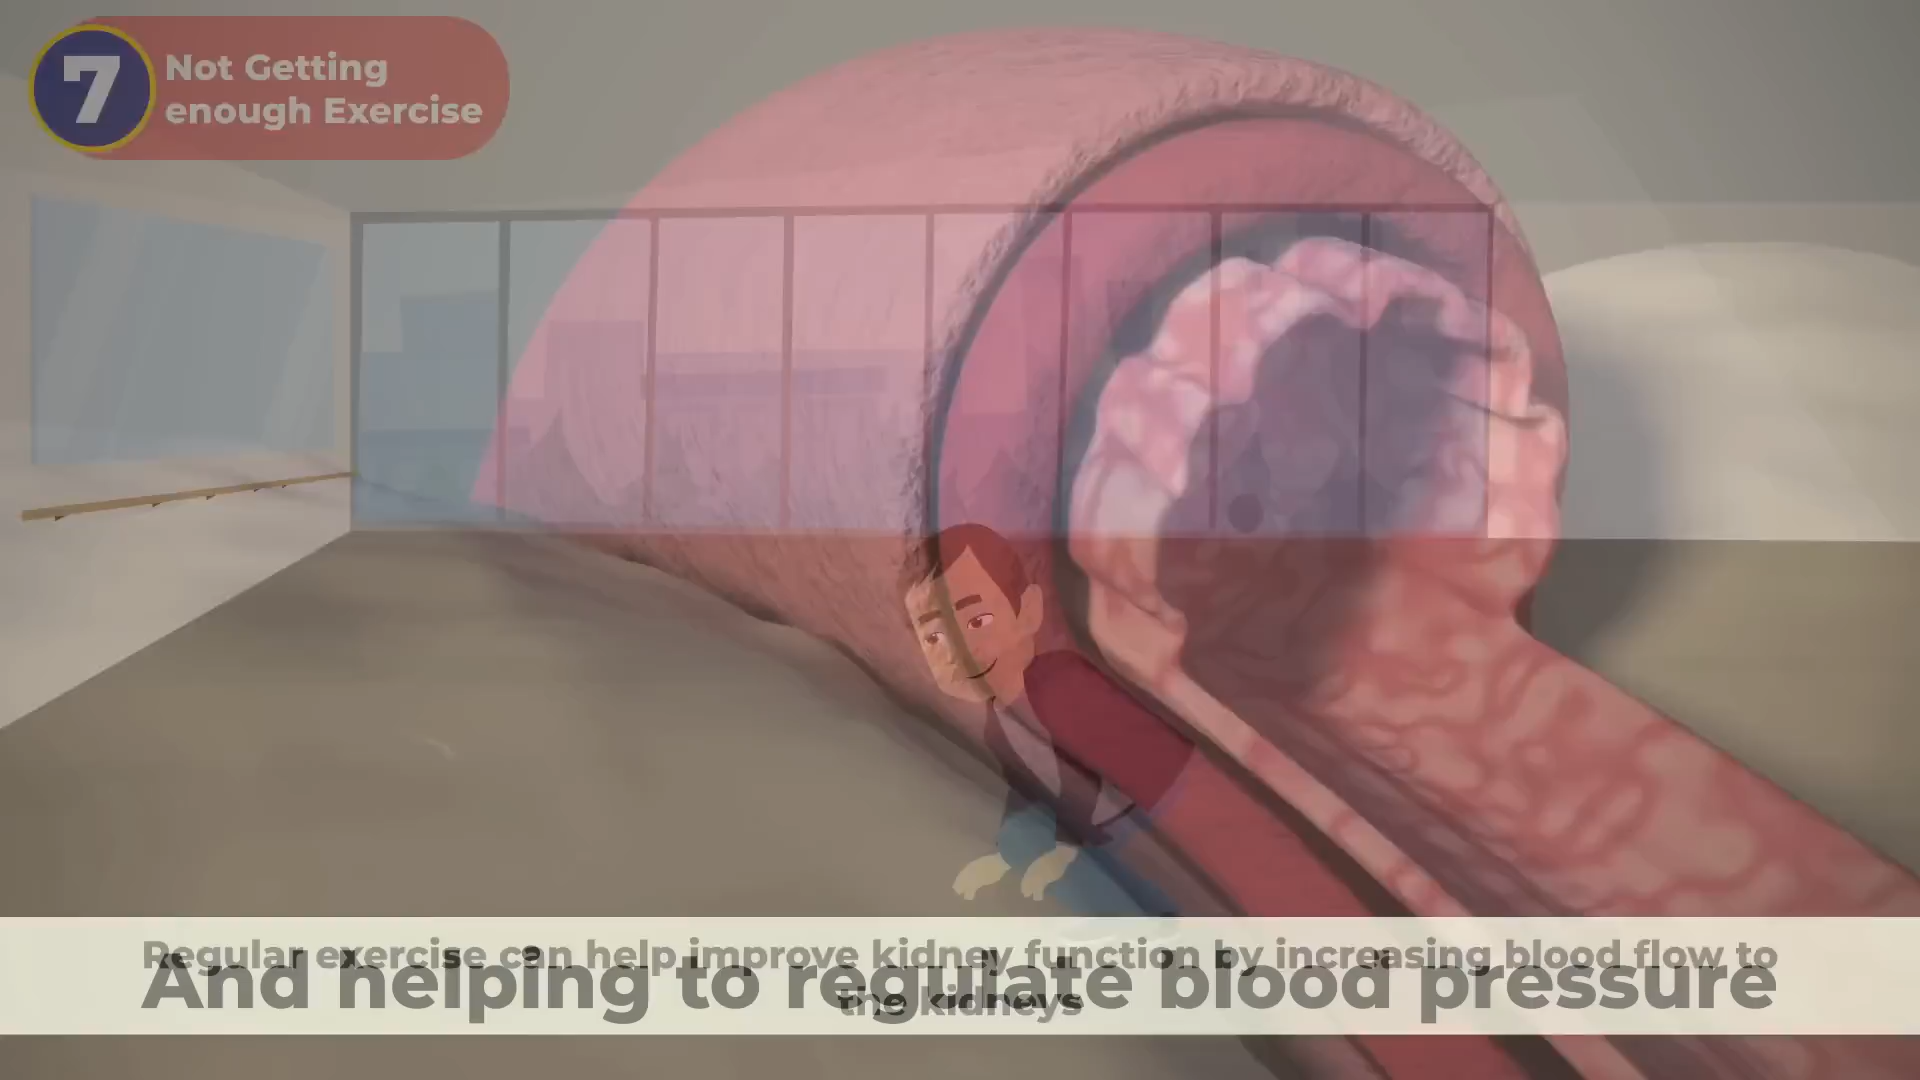 7
Not Getting
enough Exercise
Regular exercise can help improve kidney function by increasing blood flow to
the kidneys
And helping to regulate blood pressure